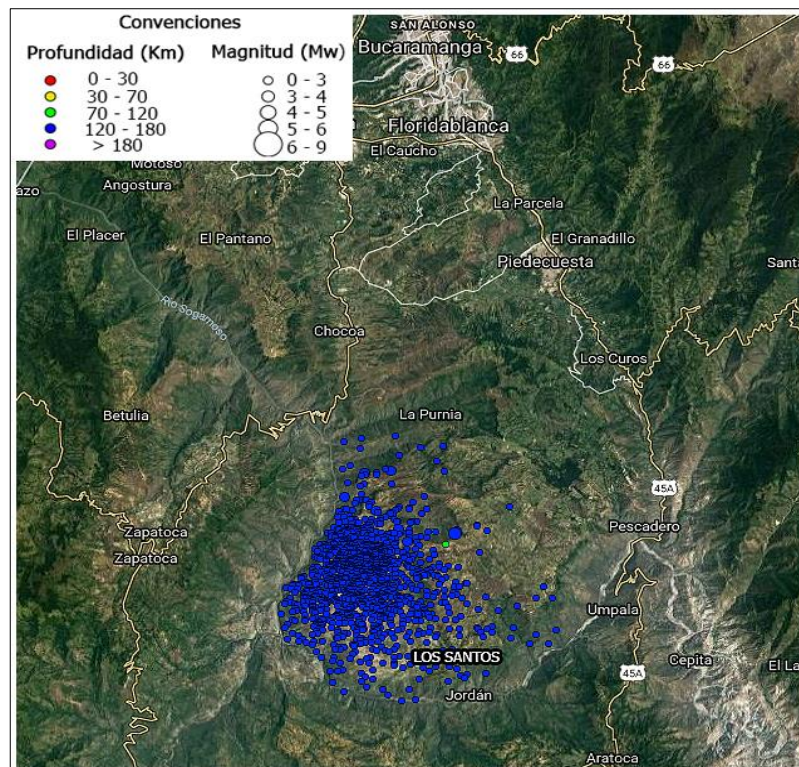 Convenciones
Profundidad (Km)
0 - 30
30 - 70
70 - 120
120 - 180
> 180
Magnitud (Mw)
0 - 3
3 - 4
4 - 5
5 - 6
6 - 9
SAN ALONSO
Bucaramanga
66
66
Floridablanca
El Caucho
Motoso
Angostura
azo
La Parcela
El Placer
El Pantano
El Granadillo
Piedecuesta
Santa
Río Sogamoso
Chocoa
Los Curos
Betulia
La Purnia
45A
Zapatoca
Pescadero
Zapatoca
Umpala
LOS SANTOS
Cepita
El La
45A
Jordán
Aratoca